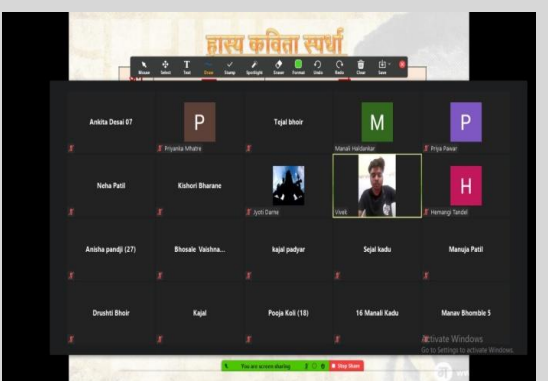 हास्य कविता स्पर्धा
Mouse Select Text Draw Stamp Spotlight Eraser Format Undo Redo Clear Save
Ankita Desai 07
P
Priyanka Mhatre
Tejal bhoir
M
Manali Haldankar
P
Priya Pawar
Neha Patil
Kishori Bharane
Jyoti Darne
Vivek
H
Hemangi Tandel
Anisha pandji (27)
Bhosale Vaishna...
kajal padyar
Sejal kadu
Manuja Patil
Drushti Bhoir
Kajal
Pooja Koli (18)
16 Manali Kadu
Manav Bhomble 5
Activate Windows
Go to Settings to activate Windows.
You are screen sharing
Stop Share